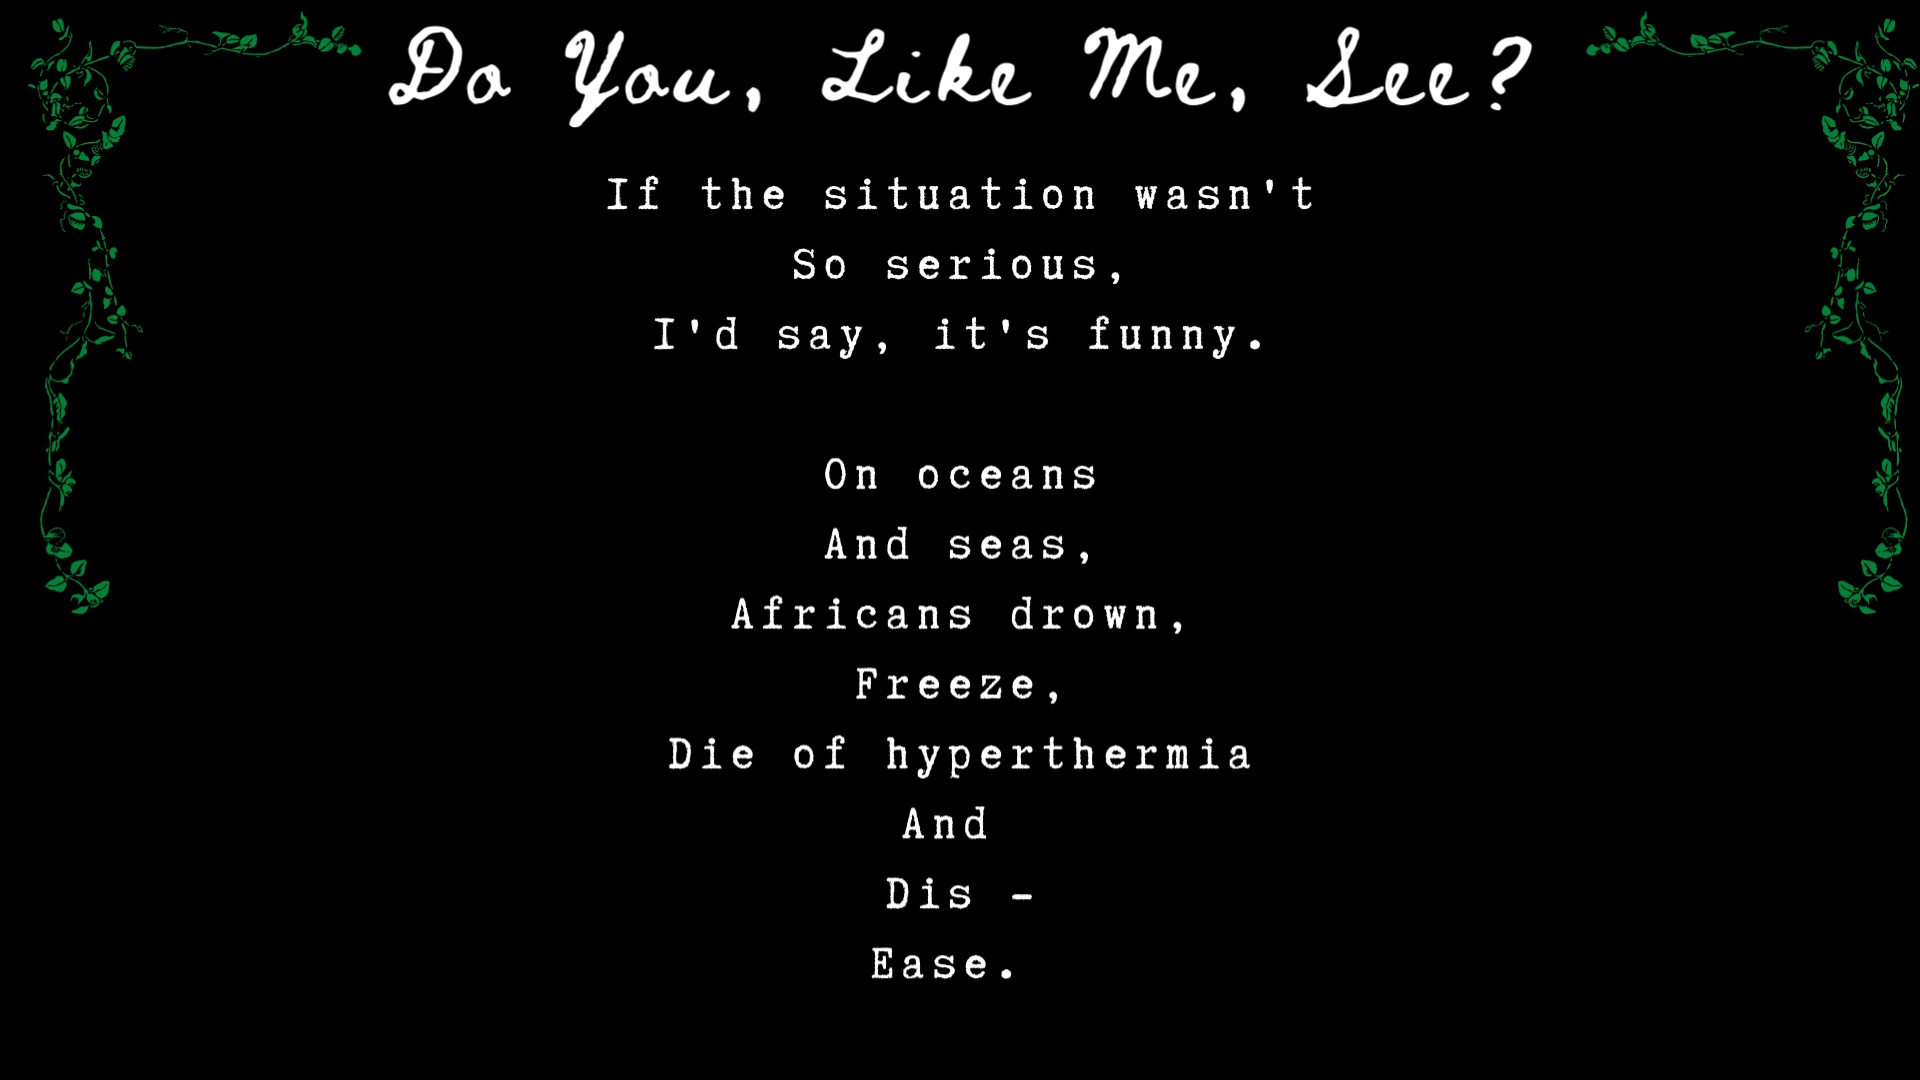 Do You, Like Me, See?
If the situation wasn't
So serious,
I'd say, it's funny.
On oceans
And seas,
Africans drown,
Freeze,
Die of hyperthermia
And
Dis -
Ease.